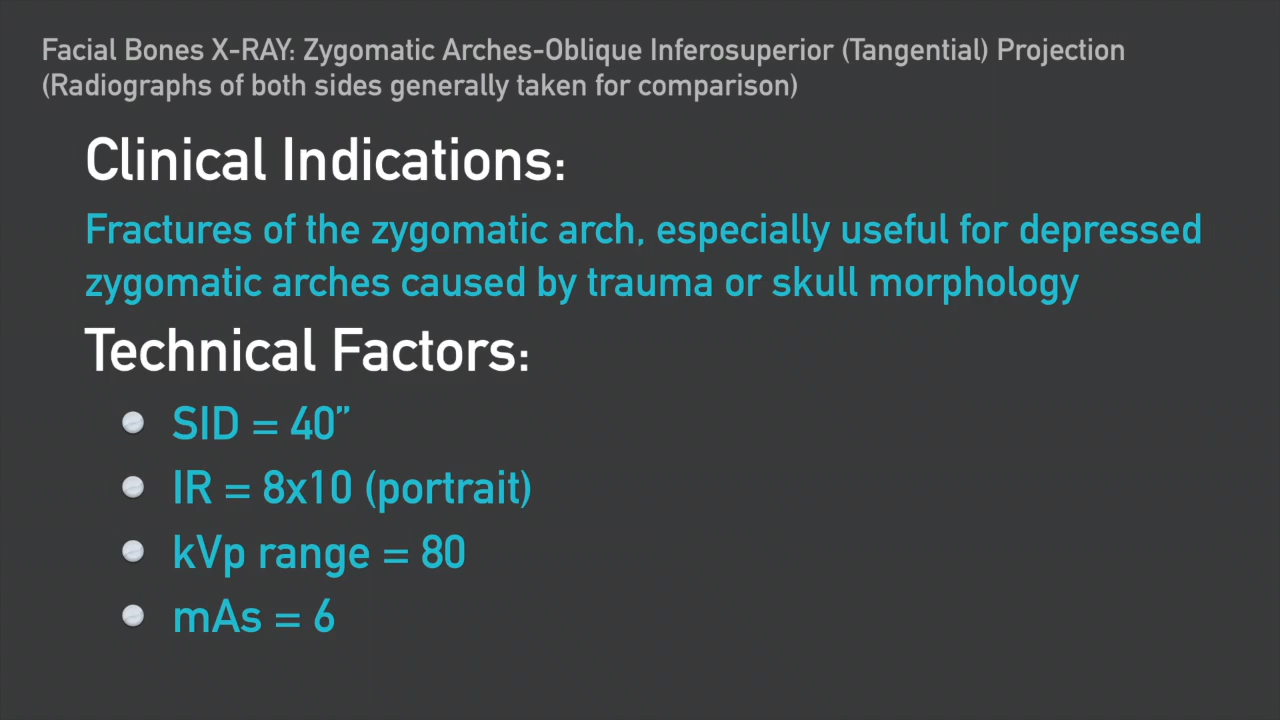 Facial Bones X-RAY: Zygomatic Arches-Oblique Inferosuperior (Tangential) Projection
(Radiographs of both sides generally taken for comparison)
Clinical Indications:
Fractures of the zygomatic arch, especially useful for depressed
zygomatic arches caused by trauma or skull morphology
Technical Factors:
SID = 40”
IR = 8x10 (portrait)
kVp range = 80
mAs = 6